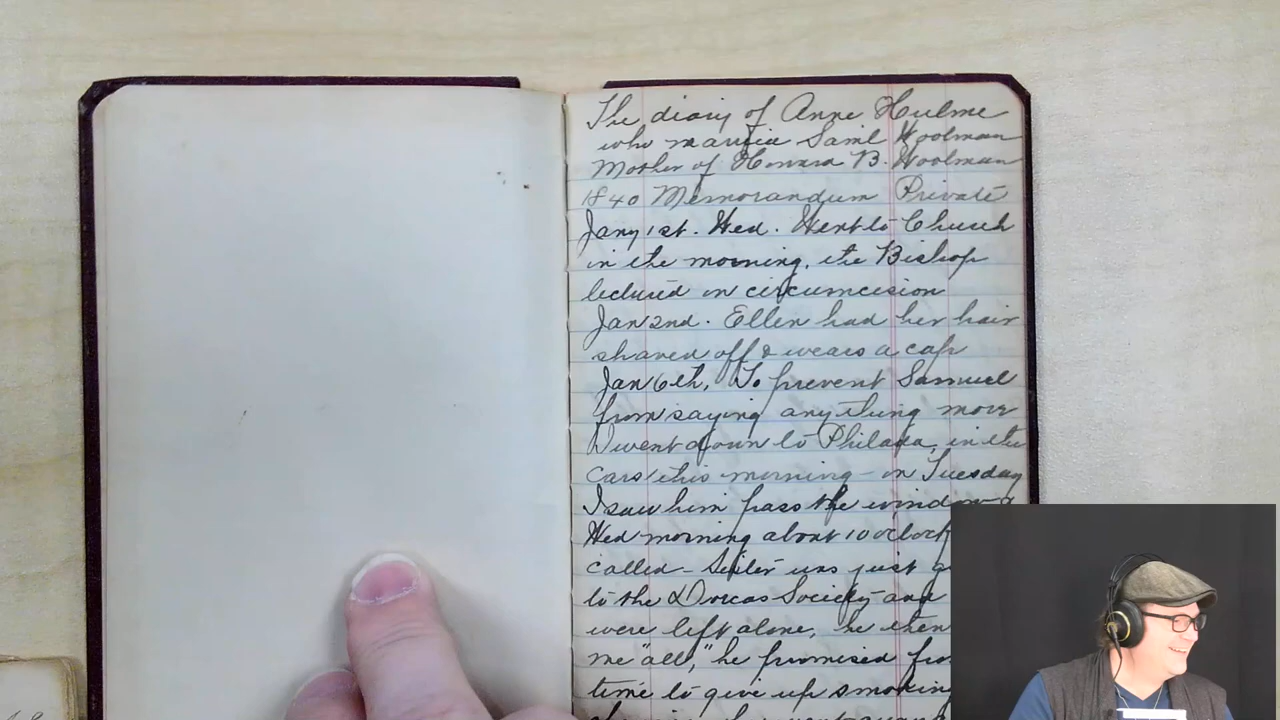 The diary of Anne Hulme
who married Saml Woolman
Mother of Howard B. Woolman
1840 Memorandum Private
Jany 1st. Wed. Went to Church
in the morning, the Bishop
lectured on circumcision
Jan 2nd. Ellen had her hair
shaved off & wears a cap
Jan 6th, To prevent Samuel
from saying anything more
I went down to Philada, in the
cars this morning - on Tuesday
I saw him pass the window &
Wed morning about 10 oclock
called - Sister was just
to the Dorcas Society and
were left alone, he then
me "all," he promised from
time to give up smoking